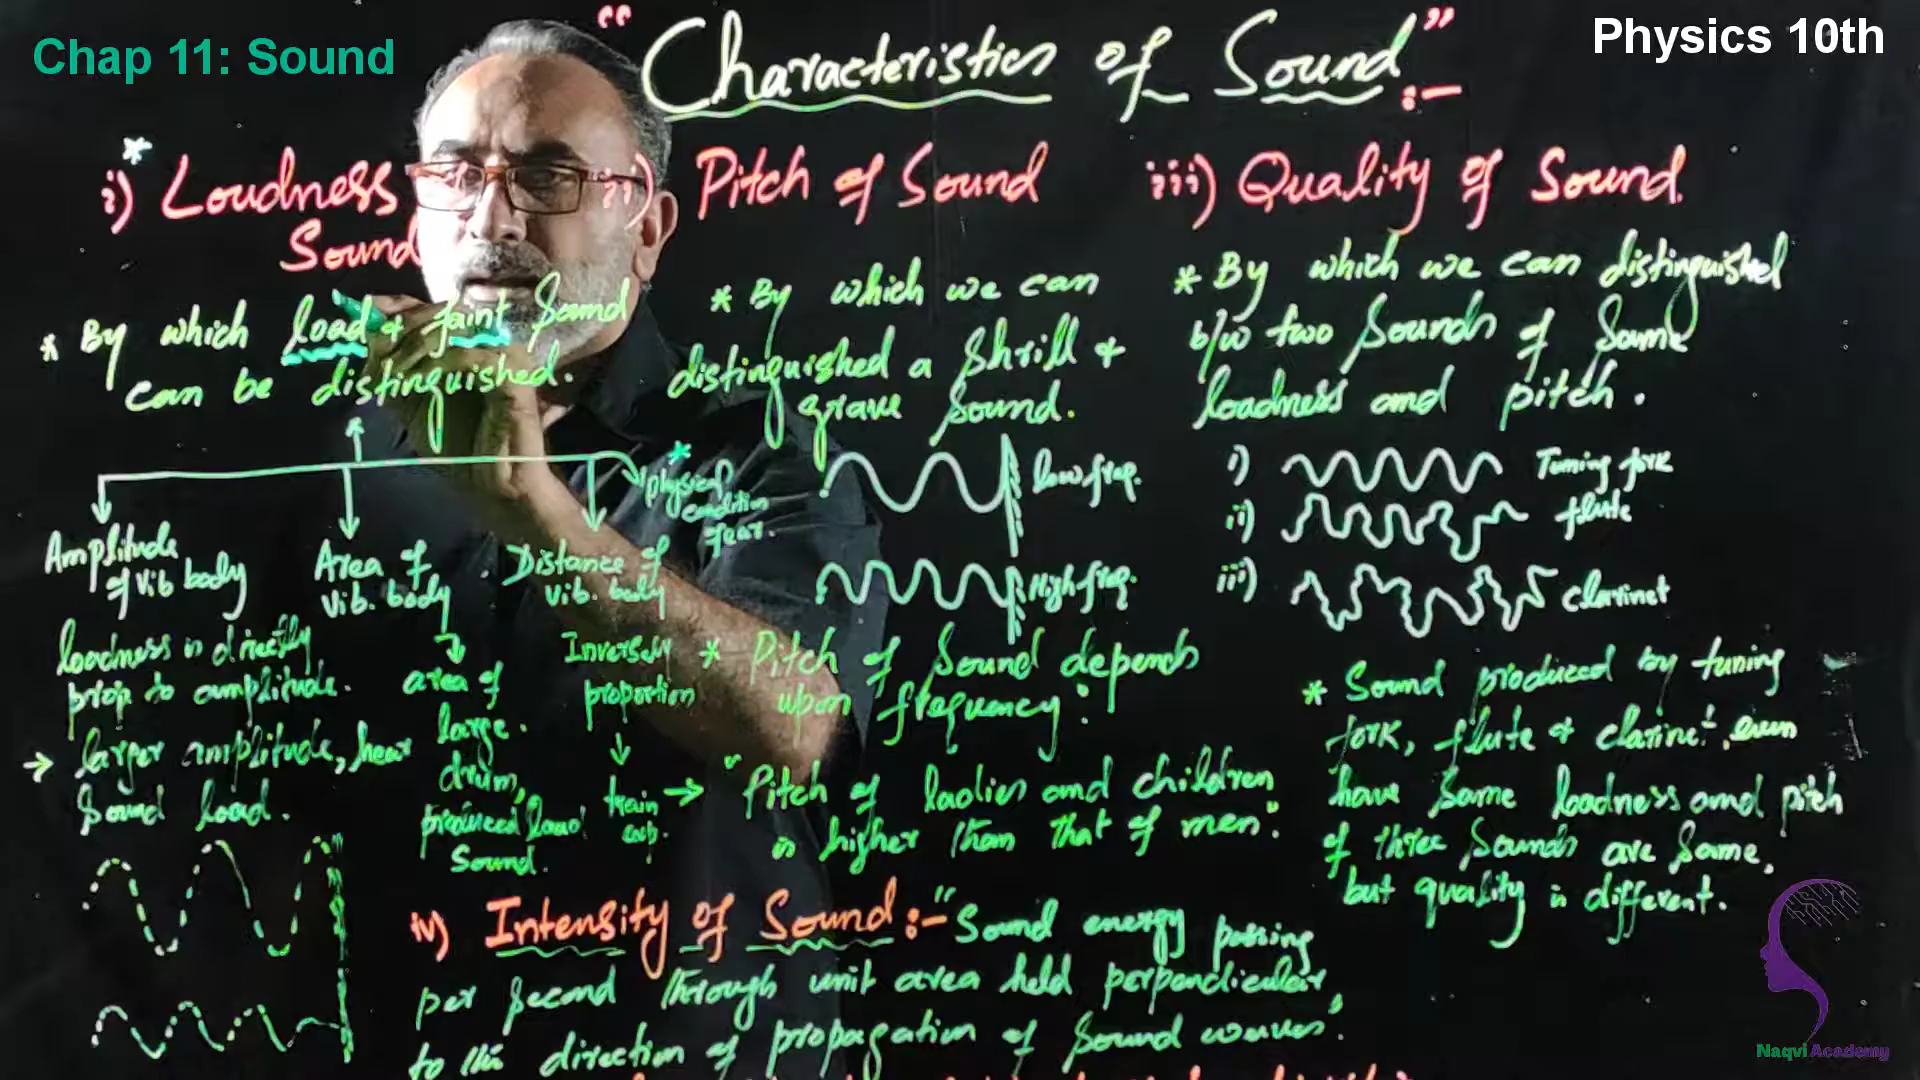 Chap 11: Sound
Physics 10th
"Characteristics of Sound" :-
i) Loudness
Sound
* By which load & faint Sound
can be distinguished.
Amplitude
of vib body
Area of
vib. body
Distance of
vib. body
physical
condition
of ear.
loadness is directly
prop to amplitude.
→ larger amplitude, hear
Sound load.
area of
large.
drum,
produced load
Sound.
Inversely
proportion
train
ii) Pitch of Sound
* By which we can
distinguished a Shrill &
grave Sound.
low freq.
High freq.
* Pitch of Sound depends
upon frequency.
→ "Pitch of ladies and children
is higher than that of men".
iii) Quality of Sound.
* By which we can distinguished
b/w two Sounds of Same
loadness and pitch.
i) Tuning fork
ii) flute
iii) clarinet
* Sound produced by tuning
fork, flute & clarinet. even
have Same loadness and pitch
of three Sounds are Same,
but quality is different.
iv) Intensity of Sound :- "Sound energy passing
per Second through unit area held perpendicular,
to the direction of propagation of Sound waves".
Naqvi Academy